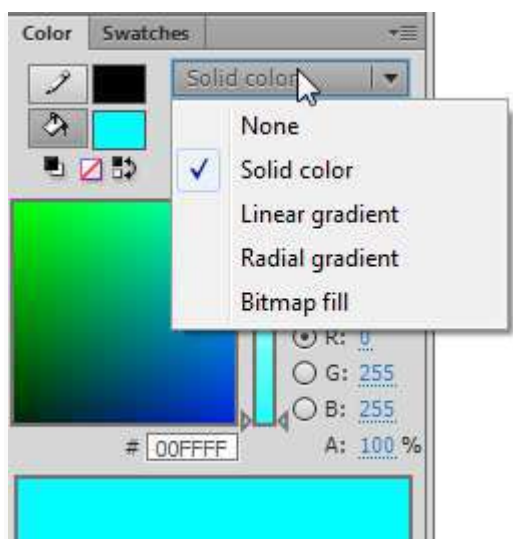 Color Swatches
Solid color
None
Solid color
Linear gradient
Radial gradient
Bitmap fill
R: 0
G: 255
B: 255
# 00FFFF A: 100 %